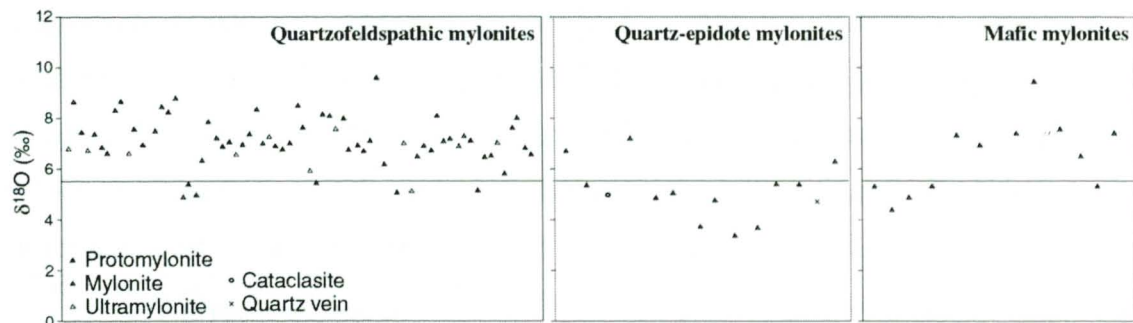 12
10
8
6
4
2
0
δ18O (‰)
Quartzofeldspathic mylonites
Quartz-epidote mylonites
Mafic mylonites
Protomylonite
Mylonite
Ultramylonite
Cataclasite
Quartz vein